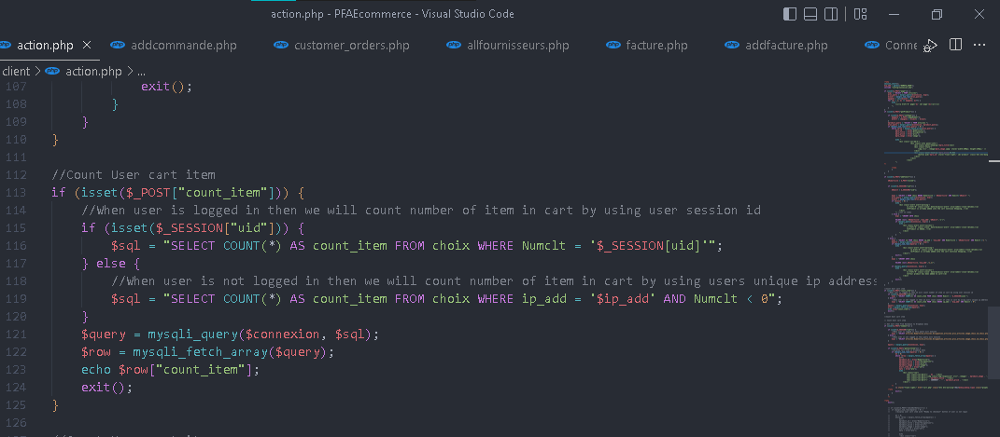 action.php - PFAEcommerce - Visual Studio Code
action.php addcommande.php customer_orders.php allfournisseurs.php facture.php addfacture.php Conne
client > action.php > ...
107 exit();
108 }
109 }
110 }
111
112 //Count User cart item
113 if (isset($_POST["count_item"])) {
114 //When user is logged in then we will count number of item in cart by using user session id
115 if (isset($_SESSION["uid"])) {
116 $sql = "SELECT COUNT(*) AS count_item FROM choix WHERE Numclt = '$_SESSION[uid]'";
117 } else {
118 //When user is not logged in then we will count number of item in cart by using users unique ip address
119 $sql = "SELECT COUNT(*) AS count_item FROM choix WHERE ip_add = '$ip_add' AND Numclt < 0";
120 }
121 $query = mysqli_query($connexion, $sql);
122 $row = mysqli_fetch_array($query);
123 echo $row["count_item"];
124 exit();
125 }
126